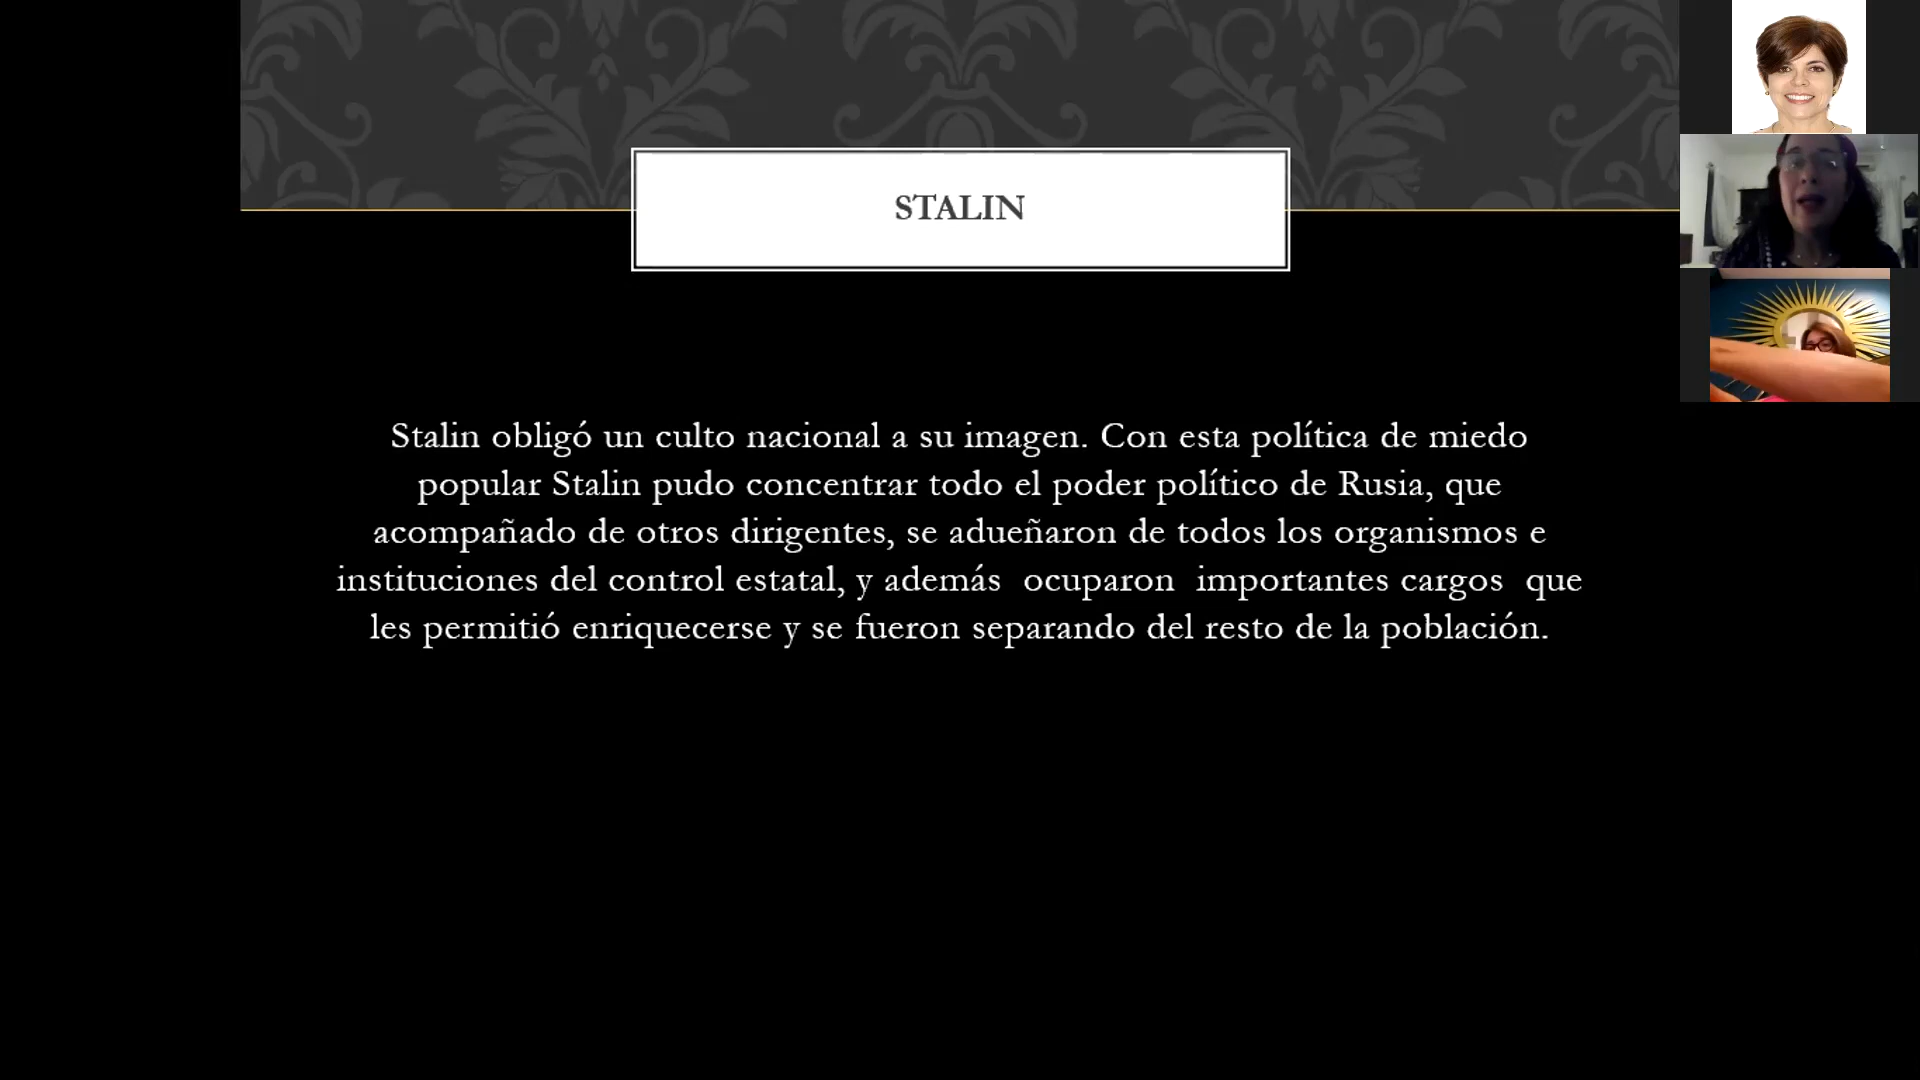 STALIN
Stalin obligó un culto nacional a su imagen. Con esta política de miedo
popular Stalin pudo concentrar todo el poder político de Rusia, que
acompañado de otros dirigentes, se adueñaron de todos los organismos e
instituciones del control estatal, y además ocuparon importantes cargos que
les permitió enriquecerse y se fueron separando del resto de la población.